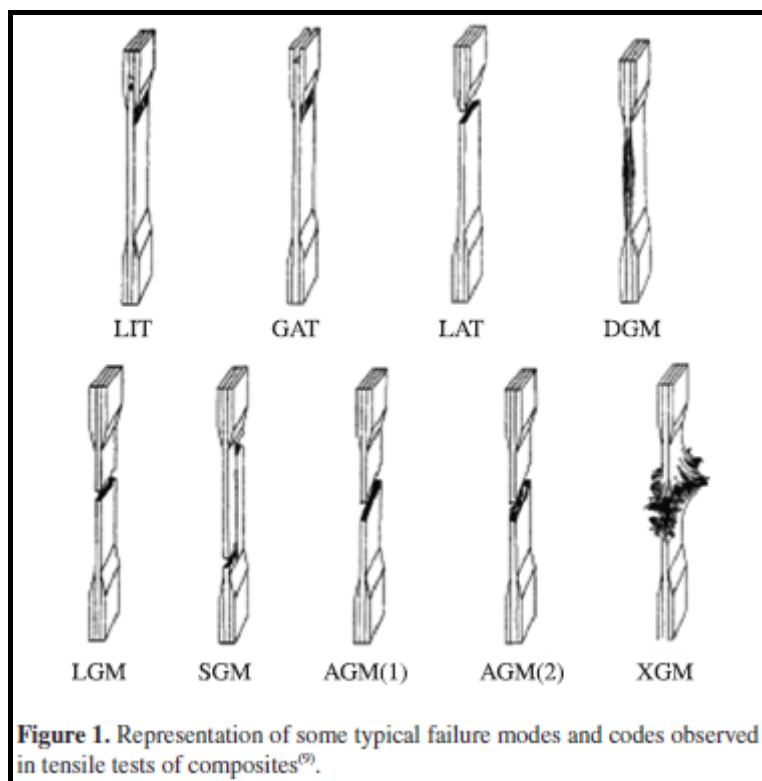 LIT GAT LAT DGM
LGM SGM AGM(1) AGM(2) XGM
Figure 1. Representation of some typical failure modes and codes observed
in tensile tests of composites⁽⁹⁾.